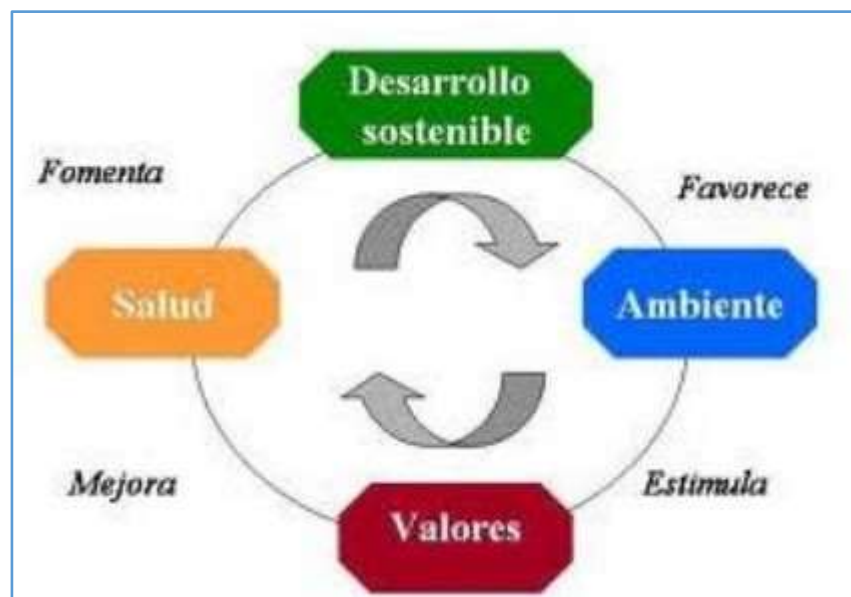 Desarrollo
sostenible
Fomenta
Favorece
Salud
Ambiente
Mejora
Estimula
Valores